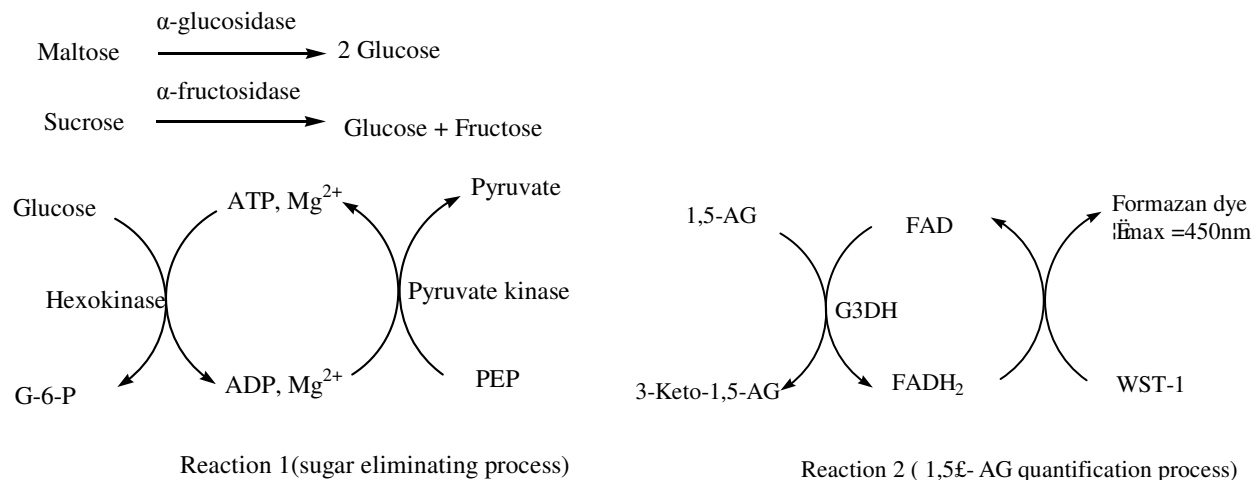 α-glucosidase
Maltose
2 Glucose
α-fructosidase
Sucrose
Glucose + Fructose
Glucose
ATP, Mg2+
Pyruvate
Hexokinase
Pyruvate kinase
G-6-P
ADP, Mg2+
PEP
Reaction 1(sugar eliminating process)
1,5-AG
FAD
Formazan dye
max =450nm
G3DH
3-Keto-1,5-AG
FADH2
WST-1
Reaction 2 ( 1,5£- AG quantification process)